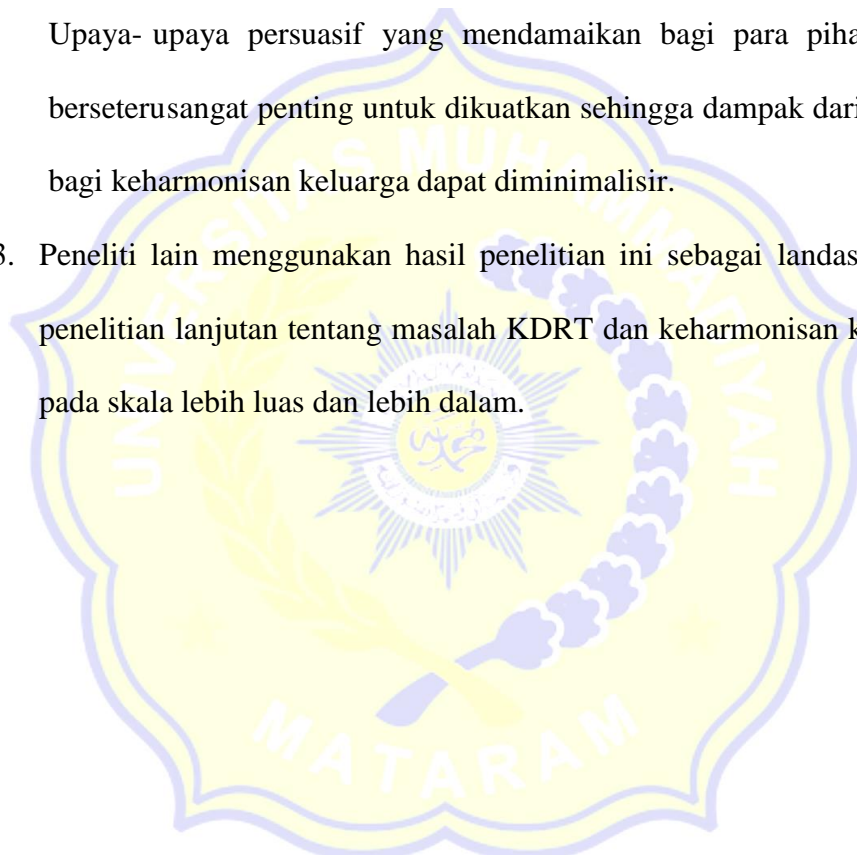 Upaya- upaya persuasif yang mendamaikan bagi para piha
berseterusangat penting untuk dikuatkan sehingga dampak dari
bagi keharmonisan keluarga dapat diminimalisir.
3. Peneliti lain menggunakan hasil penelitian ini sebagai landas
penelitian lanjutan tentang masalah KDRT dan keharmonisan k
pada skala lebih luas dan lebih dalam.
UNIVERSITAS MUHAMMADIYAH
MATARAM